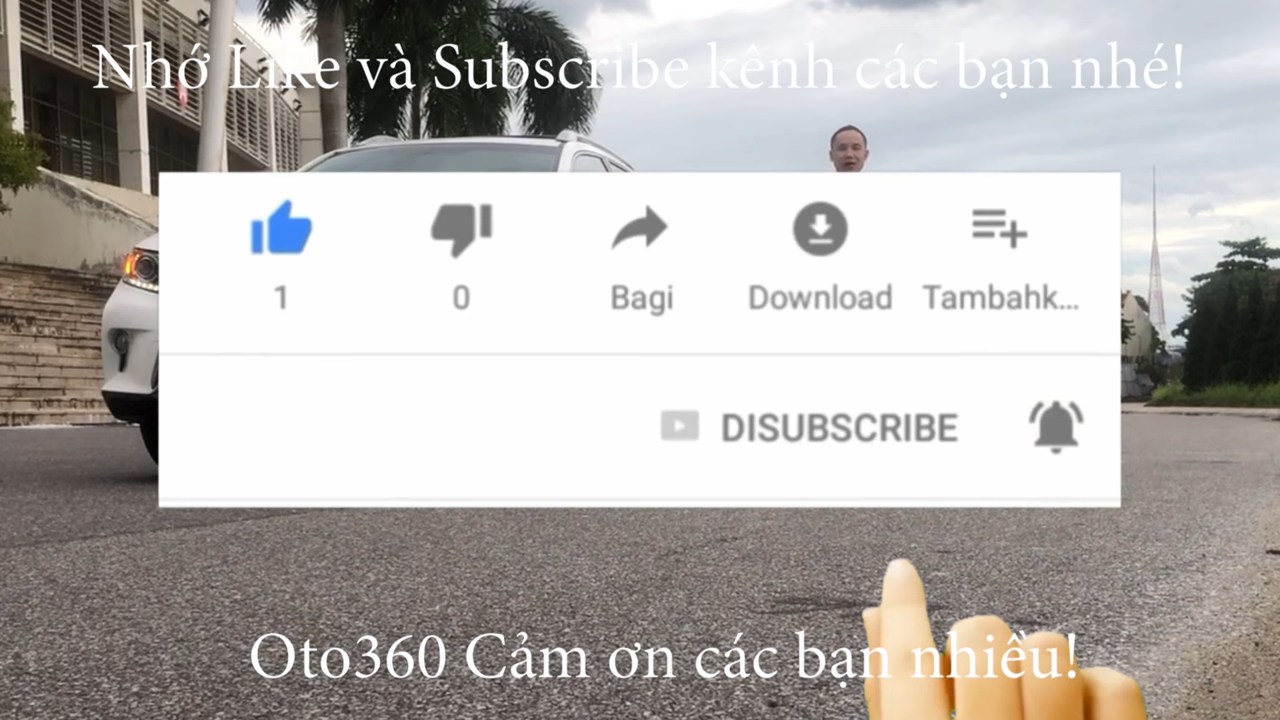 Nhớ Like và Subscribe kênh các bạn nhé!
1 0 Bagi Download Tambahk...
DISUBSCRIBE
Oto360 Cảm ơn các bạn nhiều!